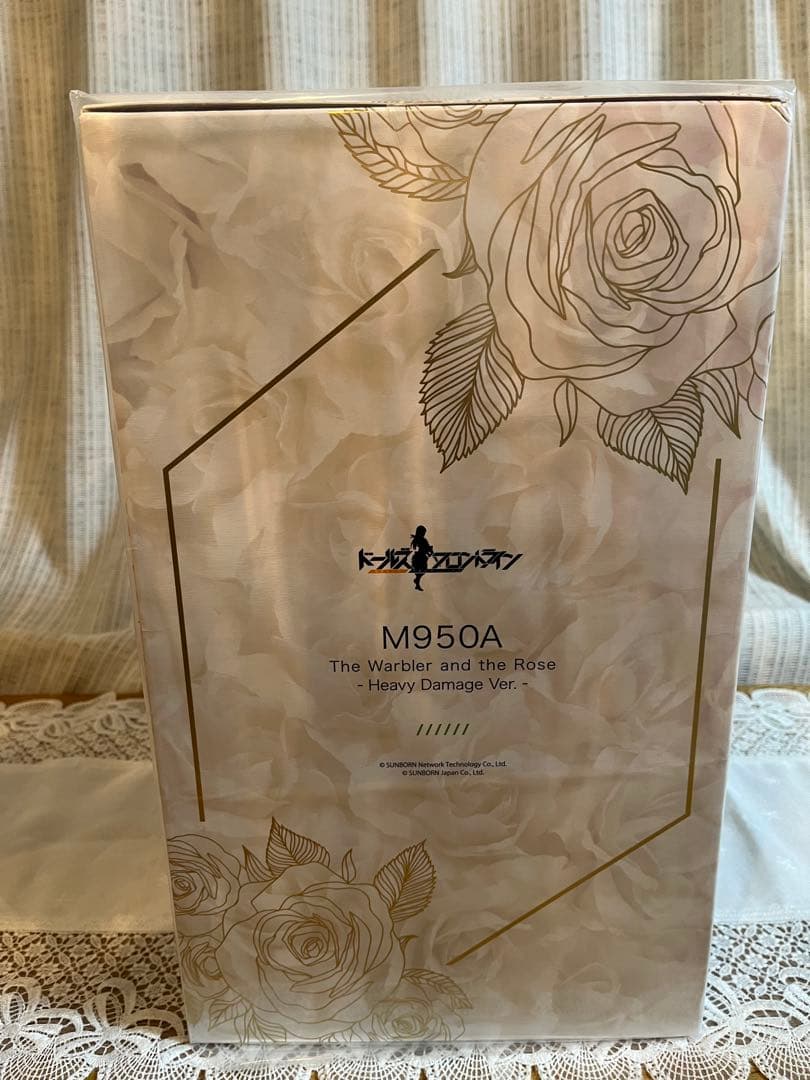 ドールズフロントライン
M950A
The Warbler and the Rose
- Heavy Damage Ver. -
//////
© SUNBORN Network Technology Co., Ltd.
© SUNBORN Japan Co., Ltd.